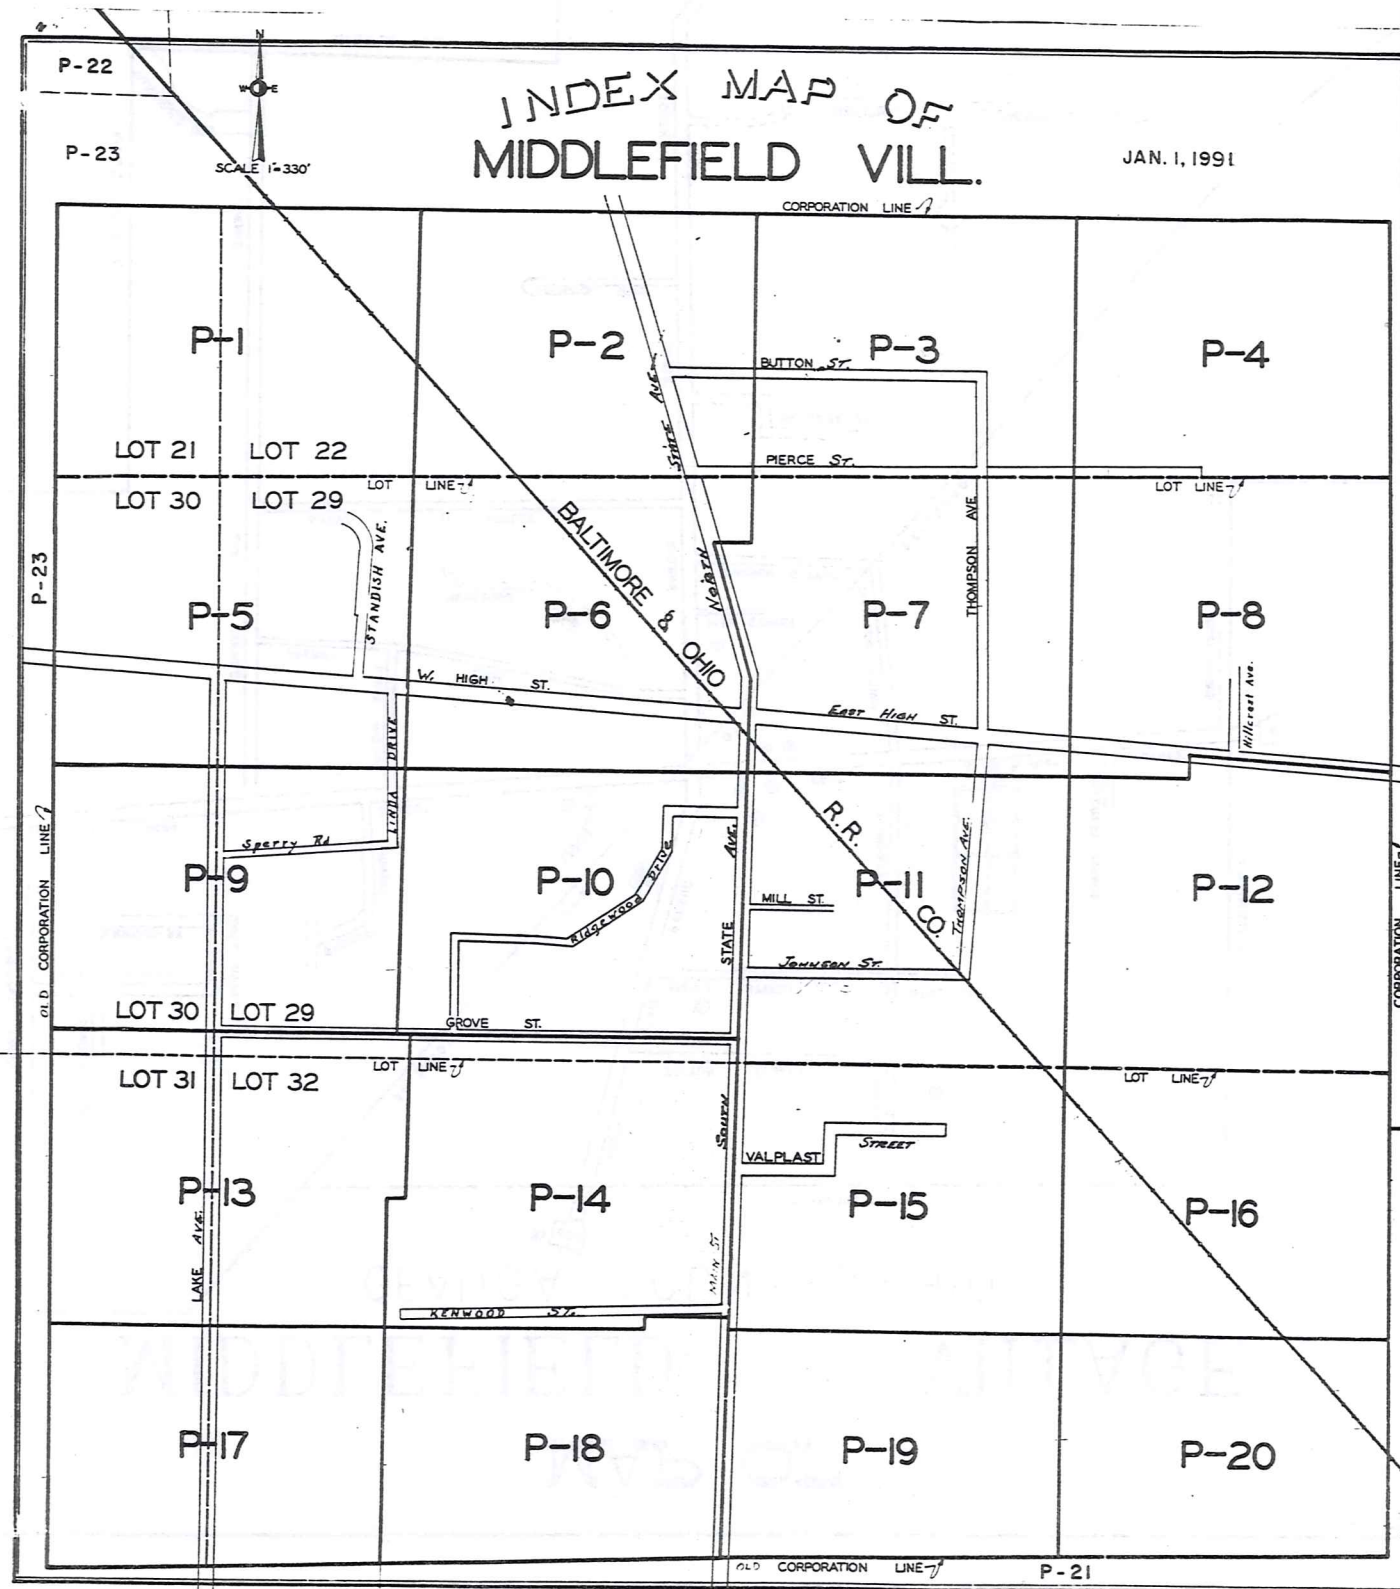 P-22
N
W E
P-23
SCALE 1"=330'
INDEX MAP OF
MIDDLEFIELD VILL.
JAN. 1, 1991
CORPORATION LINE
P-1
P-2
P-3
P-4
BUTTON ST.
STATE AVE.
PIERCE ST.
LOT 21
LOT 22
LOT LINE
LOT LINE
LOT 30
LOT 29
STANDISH AVE.
BALTIMORE & OHIO R.R. CO.
NORTH
THOMPSON AVE
P-23
P-5
P-6
P-7
P-8
W. HIGH ST.
EAST HIGH ST.
Hillcrest Ave.
LINDA DRIVE
Sperry Rd
OLD CORPORATION LINE
P-9
P-10
P-11
P-12
Ridgewood Drive
STATE AVE.
MILL ST.
THOMPSON AVE.
JOHNSON ST.
CORPORATION LINE
LOT 30
LOT 29
GROVE ST.
LOT LINE
LOT LINE
LOT 31
LOT 32
SOUTH
VALPLAST STREET
P-13
P-14
P-15
P-16
LAKE AVE.
MAIN ST
KENWOOD ST.
P-17
P-18
P-19
P-20
OLD CORPORATION LINE
P-21